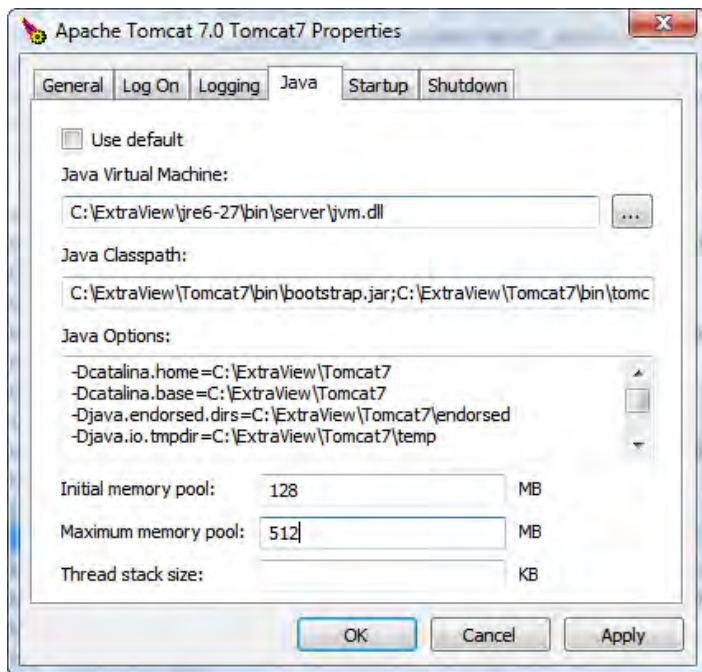 Apache Tomcat 7.0 Tomcat7 Properties
General Log On Logging Java Startup Shutdown
Use default
Java Virtual Machine:
C:\ExtraView\jre6-27\bin\server\jvm.dll
...
Java Classpath:
C:\ExtraView\Tomcat7\bin\bootstrap.jar;C:\ExtraView\Tomcat7\bin\tomc
Java Options:
-Dcatalina.home=C:\ExtraView\Tomcat7
-Dcatalina.base=C:\ExtraView\Tomcat7
-Djava.endorsed.dirs=C:\ExtraView\Tomcat7\endorsed
-Djava.io.tmpdir=C:\ExtraView\Tomcat7\temp
Initial memory pool: 128 MB
Maximum memory pool: 512 MB
Thread stack size: KB
OK Cancel Apply